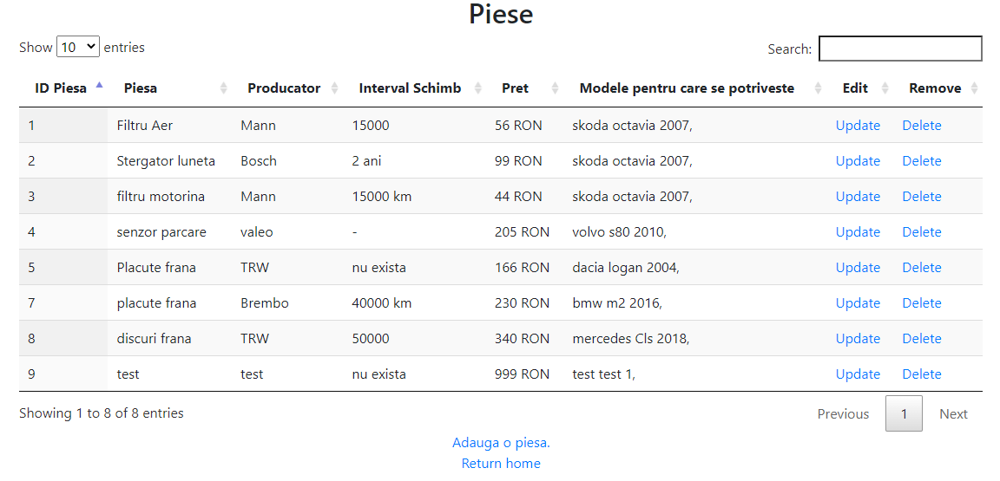 Piese
Show 10 entries Search:
ID Piesa Piesa Producator Interval Schimb Pret Modele pentru care se potriveste Edit Remove
1 Filtru Aer Mann 15000 56 RON skoda octavia 2007, Update Delete
2 Stergator luneta Bosch 2 ani 99 RON skoda octavia 2007, Update Delete
3 filtru motorina Mann 15000 km 44 RON skoda octavia 2007, Update Delete
4 senzor parcare valeo - 205 RON volvo s80 2010, Update Delete
5 Placute frana TRW nu exista 166 RON dacia logan 2004, Update Delete
7 placute frana Brembo 40000 km 230 RON bmw m2 2016, Update Delete
8 discuri frana TRW 50000 340 RON mercedes Cls 2018, Update Delete
9 test test nu exista 999 RON test test 1, Update Delete
Showing 1 to 8 of 8 entries Previous 1 Next
Adauga o piesa.
Return home